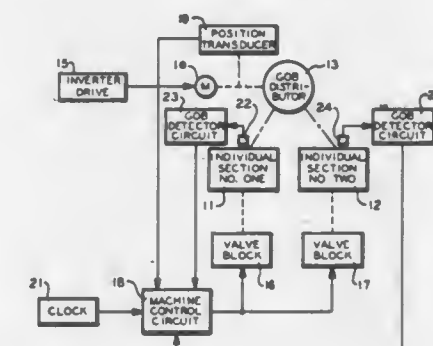 19
POSITION
TRANSDUCER
15
INVERTER
DRIVE
M
13
GOB
DISTRI-
BUTOR
23
GOB
DETECTOR
CIRCUIT
22
24
GOB
DETECTOR
CIRCUIT
INDIVIDUAL
SECTION
NO. ONE
11
INDIVIDUAL
SECTION
NO TWO
12
VALVE
BLOCK
16
VALVE
BLOCK
17
21
CLOCK
18
MACHINE
CONTROL
CIRCUIT